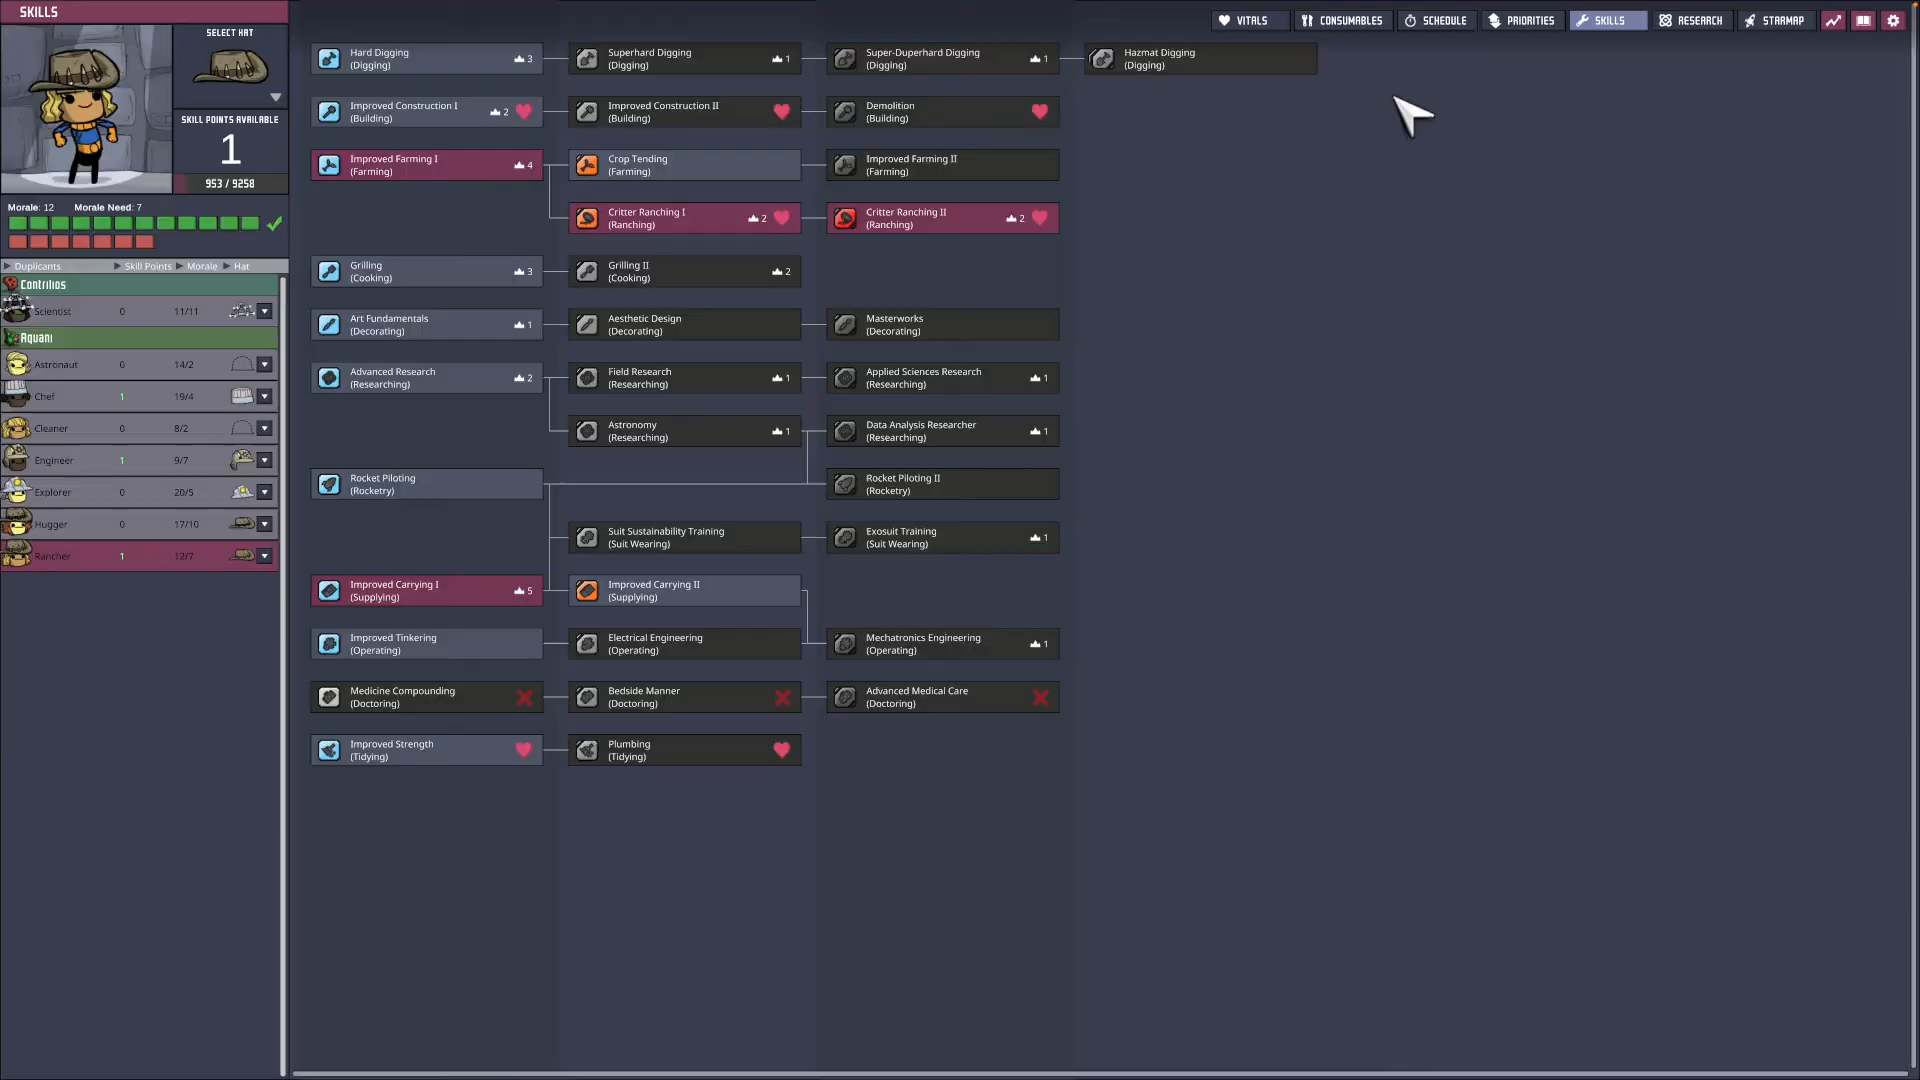 SKILLS
VITALS
CONSUMABLES
SCHEDULE
PRIORITIES
SKILLS
RESEARCH
STARMAP
SELECT HAT
SKILL POINTS AVAILABLE
1
953 / 9258
Morale: 12 Morale Need: 7
Duplicants Skill Points Morale Hat
Contrilios
Scientist 0 11/11
Aquani
Astronaut 0 14/2
Chef 1 19/4
Cleaner 0 8/2
Engineer 1 9/7
Explorer 0 20/5
Hugger 0 17/10
Rancher 1 12/7
Hard Digging
(Digging)
3
Superhard Digging
(Digging)
1
Super-Duperhard Digging
(Digging)
1
Hazmat Digging
(Digging)
Improved Construction I
(Building)
2
Improved Construction II
(Building)
Demolition
(Building)
Improved Farming I
(Farming)
4
Crop Tending
(Farming)
Improved Farming II
(Farming)
Critter Ranching I
(Ranching)
2
Critter Ranching II
(Ranching)
2
Grilling
(Cooking)
3
Grilling II
(Cooking)
2
Art Fundamentals
(Decorating)
1
Aesthetic Design
(Decorating)
Masterworks
(Decorating)
Advanced Research
(Researching)
2
Field Research
(Researching)
1
Applied Sciences Research
(Researching)
1
Astronomy
(Researching)
1
Data Analysis Researcher
(Researching)
1
Rocket Piloting
(Rocketry)
Rocket Piloting II
(Rocketry)
Suit Sustainability Training
(Suit Wearing)
Exosuit Training
(Suit Wearing)
1
Improved Carrying I
(Supplying)
5
Improved Carrying II
(Supplying)
Improved Tinkering
(Operating)
Electrical Engineering
(Operating)
Mechatronics Engineering
(Operating)
1
Medicine Compounding
(Doctoring)
Bedside Manner
(Doctoring)
Advanced Medical Care
(Doctoring)
Improved Strength
(Tidying)
Plumbing
(Tidying)